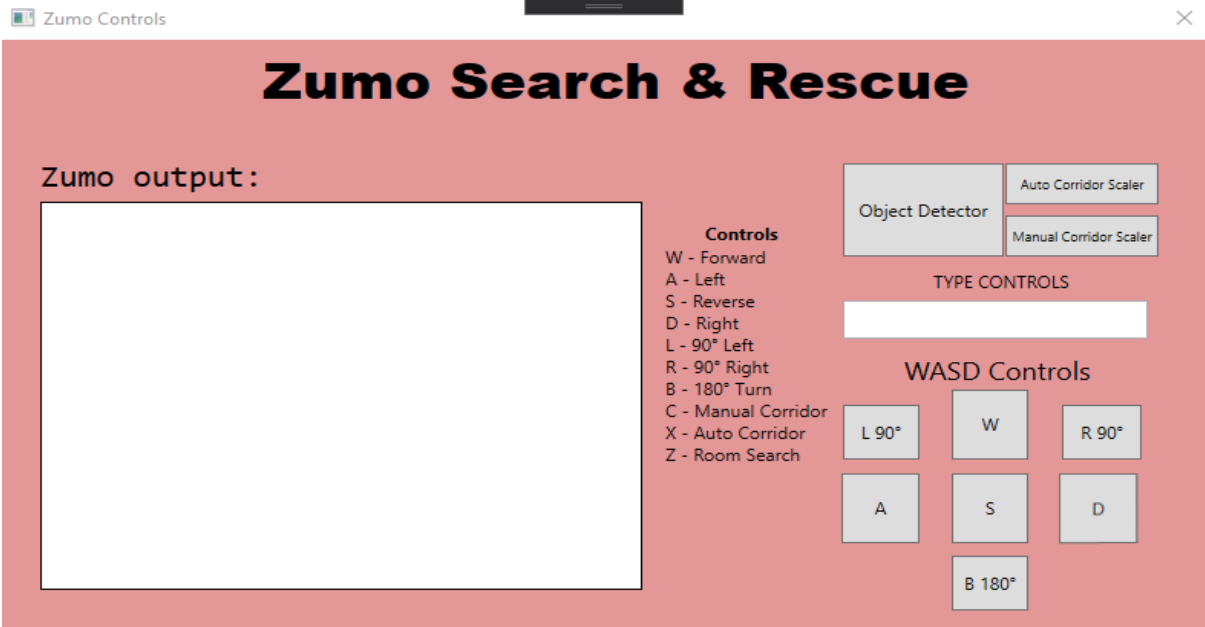 Zumo Controls
Zumo Search & Rescue
Zumo output:
Controls
W - Forward
A - Left
S - Reverse
D - Right
L - 90° Left
R - 90° Right
B - 180° Turn
C - Manual Corridor
X - Auto Corridor
Z - Room Search
Object Detector
Auto Corridor Scaler
Manual Corridor Scaler
TYPE CONTROLS
WASD Controls
L 90°
W
R 90°
A
S
D
B 180°